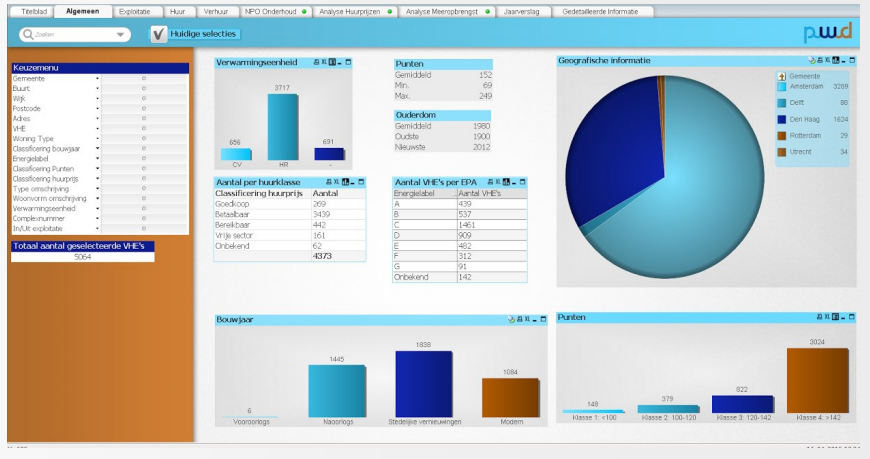 Titelblad Algemeen Exploitatie Huur Verhuur NPO Onderhoud Analyse Huurprijzen Analyse Meeropbrengst Jaarverslag Gedetailleerde Informatie
Zoeken Huidige selecties pwd
Keuzemenu
Gemeente
Buurt
Wijk
Postcode
Adres
VHE
Woning Type
Classificering bouwjaar
Energielabel
Classificering Punten
Classificering huurprijs
Type omschrijving
Woonvorm omschrijving
Verwarmingseenheid
Complexnummer
In/Uit exploitatie
Totaal aantal geselecteerde VHE's
5064
Verwarmingseenheid XL
3717
656
691
CV HR -
Punten
Gemiddeld 152
Min. 69
Max. 249
Ouderdom
Gemiddeld 1980
Oudste 1900
Nieuwste 2012
Geografische informatie XL
Gemeente
Amsterdam 3289
Delft 88
Den Haag 1624
Rotterdam 29
Utrecht 34
Aantal per huurklasse XL
Classificering huurprijs Aantal
Goedkoop 269
Betaalbaar 3439
Bereikbaar 442
Vrije sector 161
Onbekend 62
4373
Aantal VHE's per EPA XL
Energielabel Aantal VHE's
A 439
B 537
C 1461
D 909
E 482
F 312
G 91
Onbekend 142
Bouwjaar XL
6
1445
1838
1084
Vooroorlogs Naoorlogs Stedelijke vernieuwingen Modern
Punten XL
148
379
822
3024
Klasse 1: <100 Klasse 2: 100-120 Klasse 3: 120-142 Klasse 4: >142